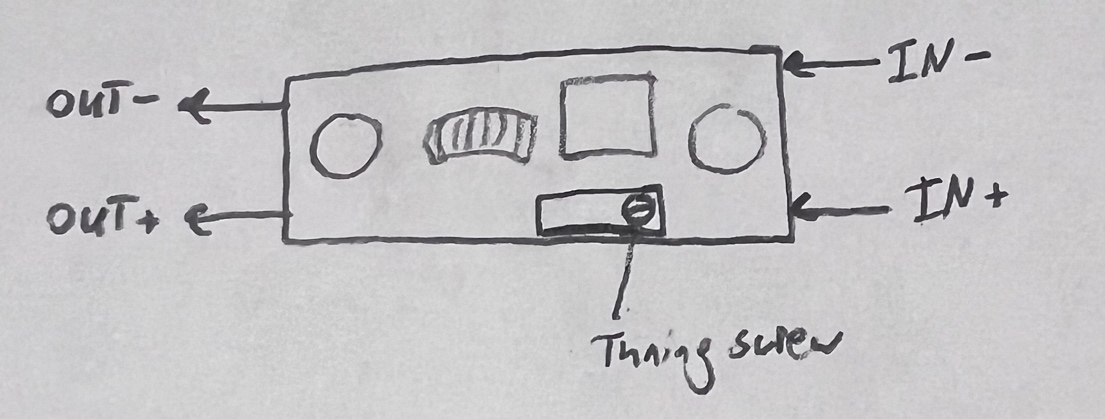 OUT-
IN-
OUT+
IN+
Tuning screw